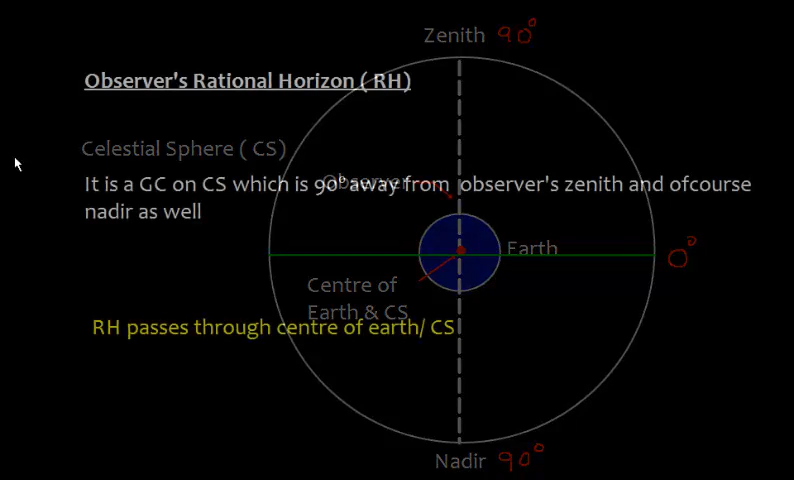 Zenith 90°
Observer's Rational Horizon ( RH)
Celestial Sphere ( CS)
Observer
It is a GC on CS which is 90° away from observer's zenith and ofcourse
nadir as well
Earth
0°
Centre of
Earth & CS
RH passes through centre of earth/ CS
Nadir 90°